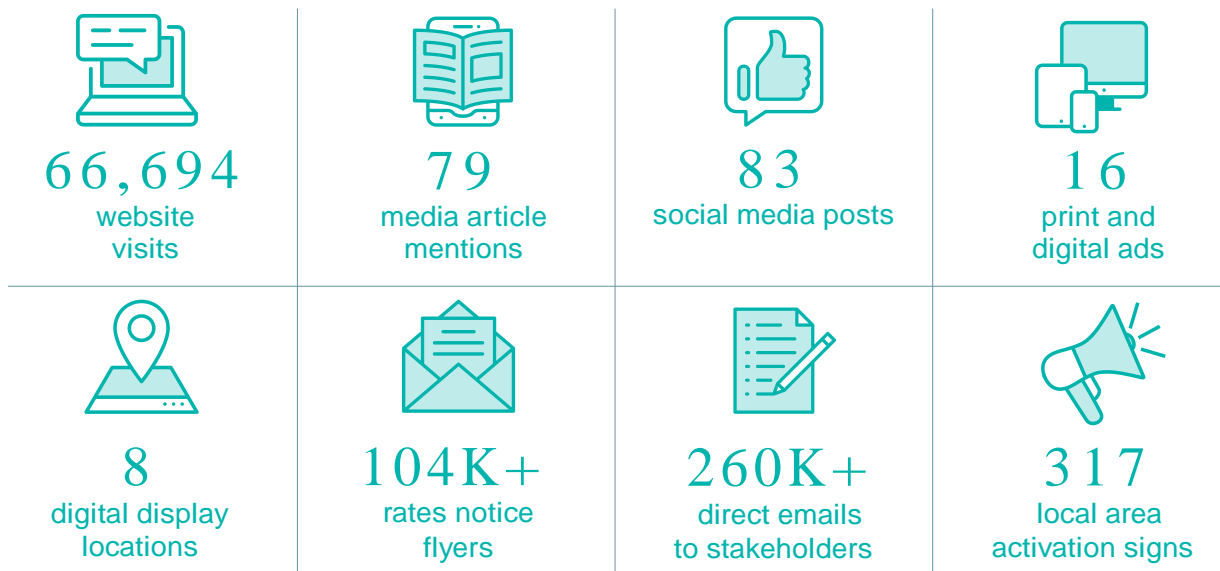 66,694
website
visits
79
media article
mentions
83
social media posts
16
print and
digital ads
8
digital display
locations
104K+
rates notice
flyers
260K+
direct emails
to stakeholders
317
local area
activation signs